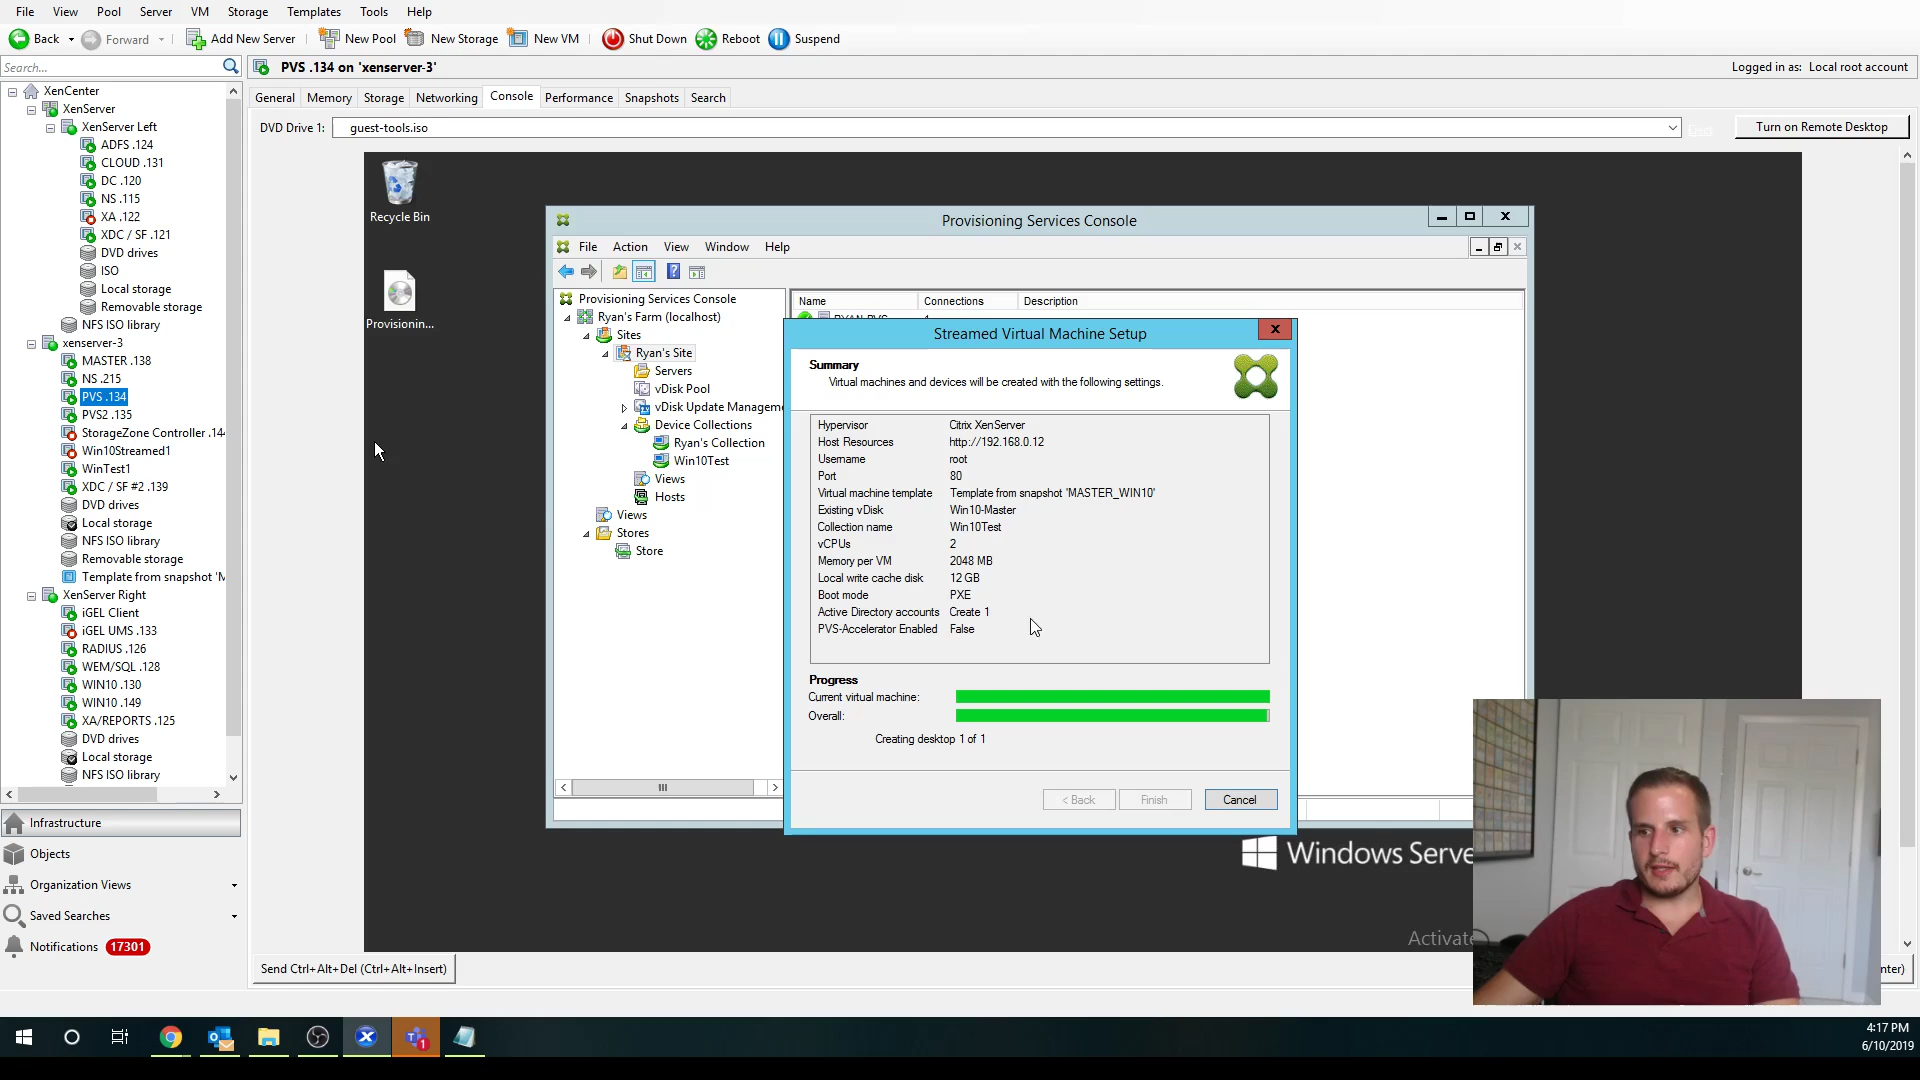 File View Pool Server VM Storage Templates Tools Help
Back Forward Add New Server New Pool New Storage New VM Shut Down Reboot Suspend
Search...
PVS .134 on 'xenserver-3'
Logged in as: Local root account
XenCenter
XenServer
XenServer Left
ADFS .124
CLOUD .131
DC .120
NS .115
XA .122
XDC / SF .121
DVD drives
ISO
Local storage
Removable storage
NFS ISO library
xenserver-3
MASTER .138
NS .215
PVS .134
PVS2 .135
StorageZone Controller .144
Win10Streamed1
WinTest1
XDC / SF #2 .139
DVD drives
Local storage
NFS ISO library
Removable storage
Template from snapshot 'M
XenServer Right
iGEL Client
iGEL UMS .133
RADIUS .126
WEM/SQL .128
WIN10 .130
WIN10 .149
XA/REPORTS .125
DVD drives
Local storage
NFS ISO library
Infrastructure
Objects
Organization Views
Saved Searches
Notifications 17301
General Memory Storage Networking Console Performance Snapshots Search
DVD Drive 1: guest-tools.iso Eject Turn on Remote Desktop
Recycle Bin
Provisionin...
Provisioning Services Console
File Action View Window Help
Provisioning Services Console
Ryan's Farm (localhost)
Sites
Ryan's Site
Servers
vDisk Pool
vDisk Update Manageme
Device Collections
Ryan's Collection
Win10Test
Views
Hosts
Views
Stores
Store
Name Connections Description
RYAN-PVS 1
Streamed Virtual Machine Setup
Summary
Virtual machines and devices will be created with the following settings.
Hypervisor Citrix XenServer
Host Resources http://192.168.0.12
Username root
Port 80
Virtual machine template Template from snapshot 'MASTER_WIN10'
Existing vDisk Win10-Master
Collection name Win10Test
vCPUs 2
Memory per VM 2048 MB
Local write cache disk 12 GB
Boot mode PXE
Active Directory accounts Create 1
PVS-Accelerator Enabled False
Progress
Current virtual machine:
Overall:
Creating desktop 1 of 1
< Back Finish Cancel
Windows Serve
Activate
Send Ctrl+Alt+Del (Ctrl+Alt+Insert)
nter)
1
4:17 PM
6/10/2019